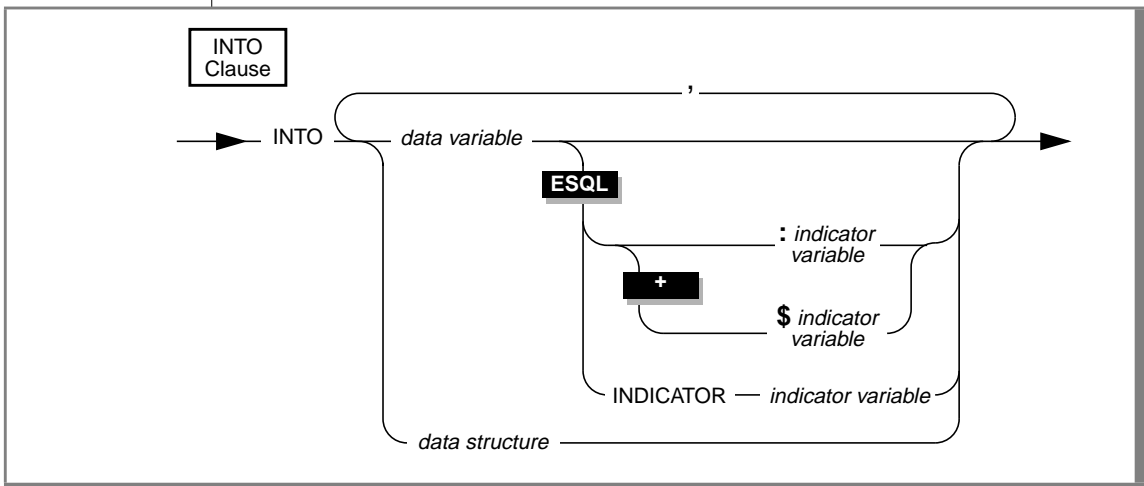 INTO
Clause
,
INTO
data variable
ESQL
: indicator
variable
+
$ indicator
variable
INDICATOR
indicator variable
data structure